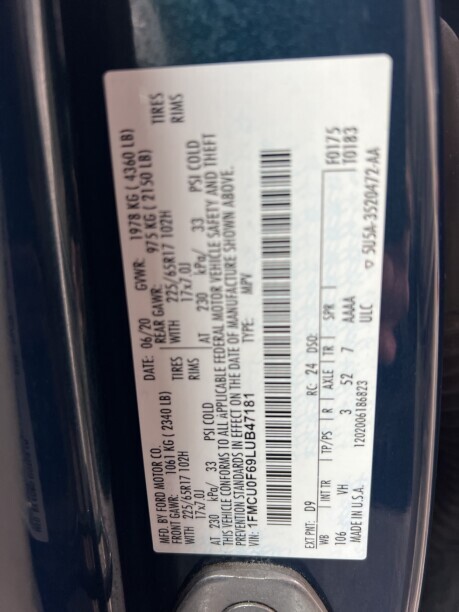 MFD. BY FORD MOTOR CO.
DATE: 06/20 GVWR: 1978 KG ( 4360 LB)
FRONT GAWR: 1061 KG ( 2340 LB) REAR GAWR: 975 KG ( 2150 LB)
WITH 225/65R17 102H TIRES WITH 225/65R17 102H TIRES
17x7.0J RIMS 17x7.0J RIMS
AT 230 kPa/ 33 PSI COLD AT 230 kPa/ 33 PSI COLD
THIS VEHICLE CONFORMS TO ALL APPLICABLE FEDERAL MOTOR VEHICLE SAFETY AND THEFT
PREVENTION STANDARDS IN EFFECT ON THE DATE OF MANUFACTURE SHOWN ABOVE.
VIN: 1FMCU0F69LUB47181 TYPE: MPV
EXT PNT: D9 RC: 24 DSO: F0175
WB INT TR TP/PS R AXLE TR SPR T0183
106 VH 3 52 7 AAAA
MADE IN U.S.A. 1202006186823 ULC 5U5A-3520472-AA